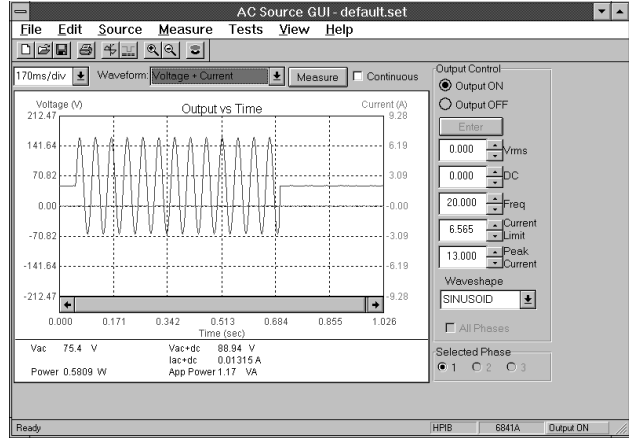 AC Source GUI - default.set
File Edit Source Measure Tests View Help
170ms/div Waveform: Voltage + Current Measure Continuous
Voltage (V) Output vs Time Current (A)
212.47 9.28
141.64 6.19
70.82 3.09
0.00 -0.00
-70.82 -3.09
-141.64 -6.19
-212.47 -9.28
0.000 0.171 0.342 0.513 0.684 0.855 1.026
Time (sec)
Vac 75.4 V Vac+dc 88.94 V
Iac+dc 0.01315 A
Power 0.5809 W App Power 1.17 VA
Output Control
Output ON
Output OFF
Enter
0.000 Vrms
0.000 DC
20.000 Freq
6.565 Current Limit
13.000 Peak Current
Waveshape
SINUSOID
All Phases
Selected Phase
1 2 3
Ready HPIB 6841A Output ON